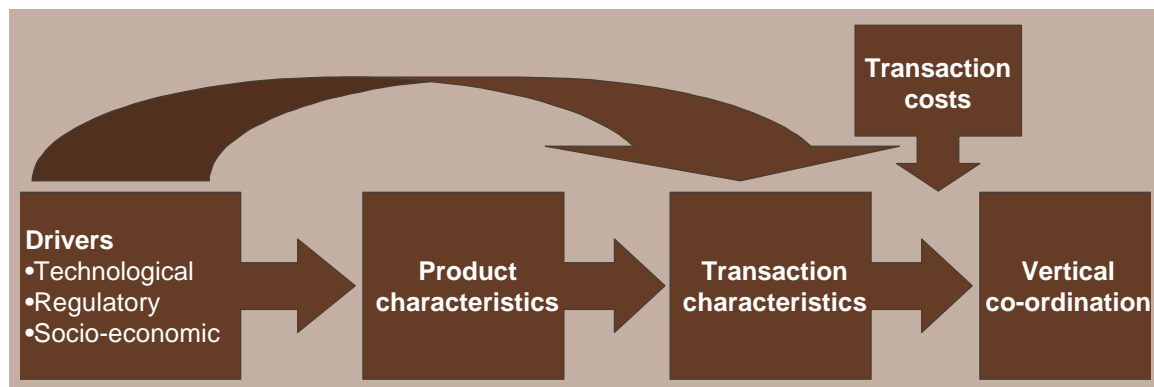 Transaction
costs
Drivers
•Technological
•Regulatory
•Socio-economic
Product
characteristics
Transaction
characteristics
Vertical
co-ordination